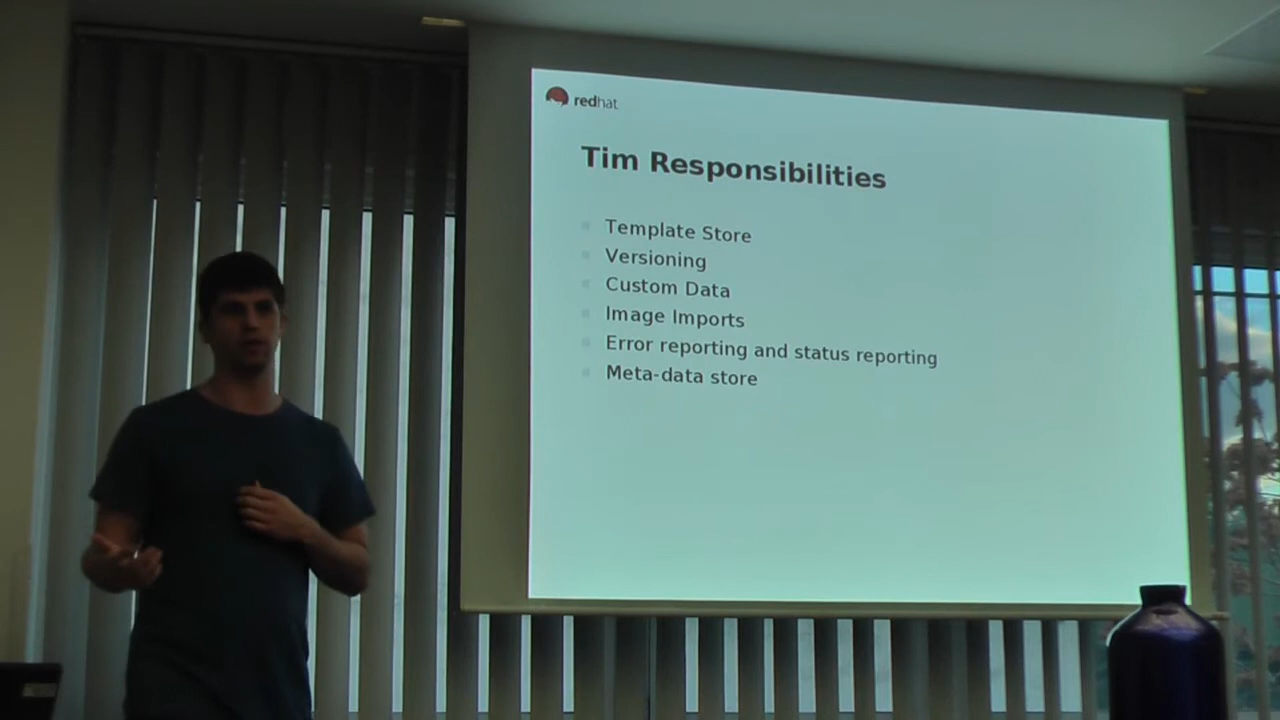 redhat
Tim Responsibilities
Template Store
Versioning
Custom Data
Image Imports
Error reporting and status reporting
Meta-data store